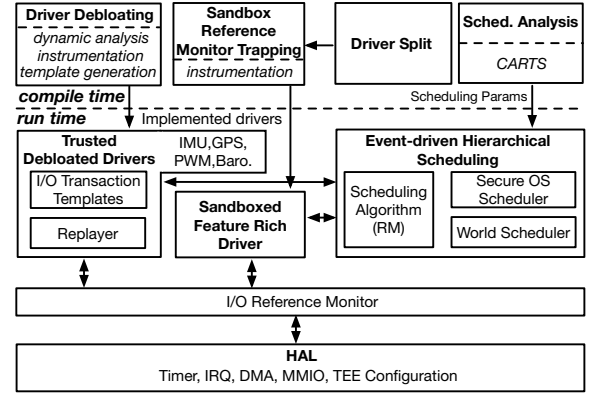 Driver Debloating
dynamic analysis
instrumentation
template generation
Sandbox
Reference
Monitor Trapping
instrumentation
Driver Split
Sched. Analysis
CARTS
compile time
Scheduling Params
run time
Implemented drivers
Trusted
Debloated Drivers
IMU,GPS,
PWM,Baro.
I/O Transaction
Templates
Replayer
Sandboxed
Feature Rich
Driver
Event-driven Hierarchical
Scheduling
Scheduling
Algorithm
(RM)
Secure OS
Scheduler
World Scheduler
I/O Reference Monitor
HAL
Timer, IRQ, DMA, MMIO, TEE Configuration